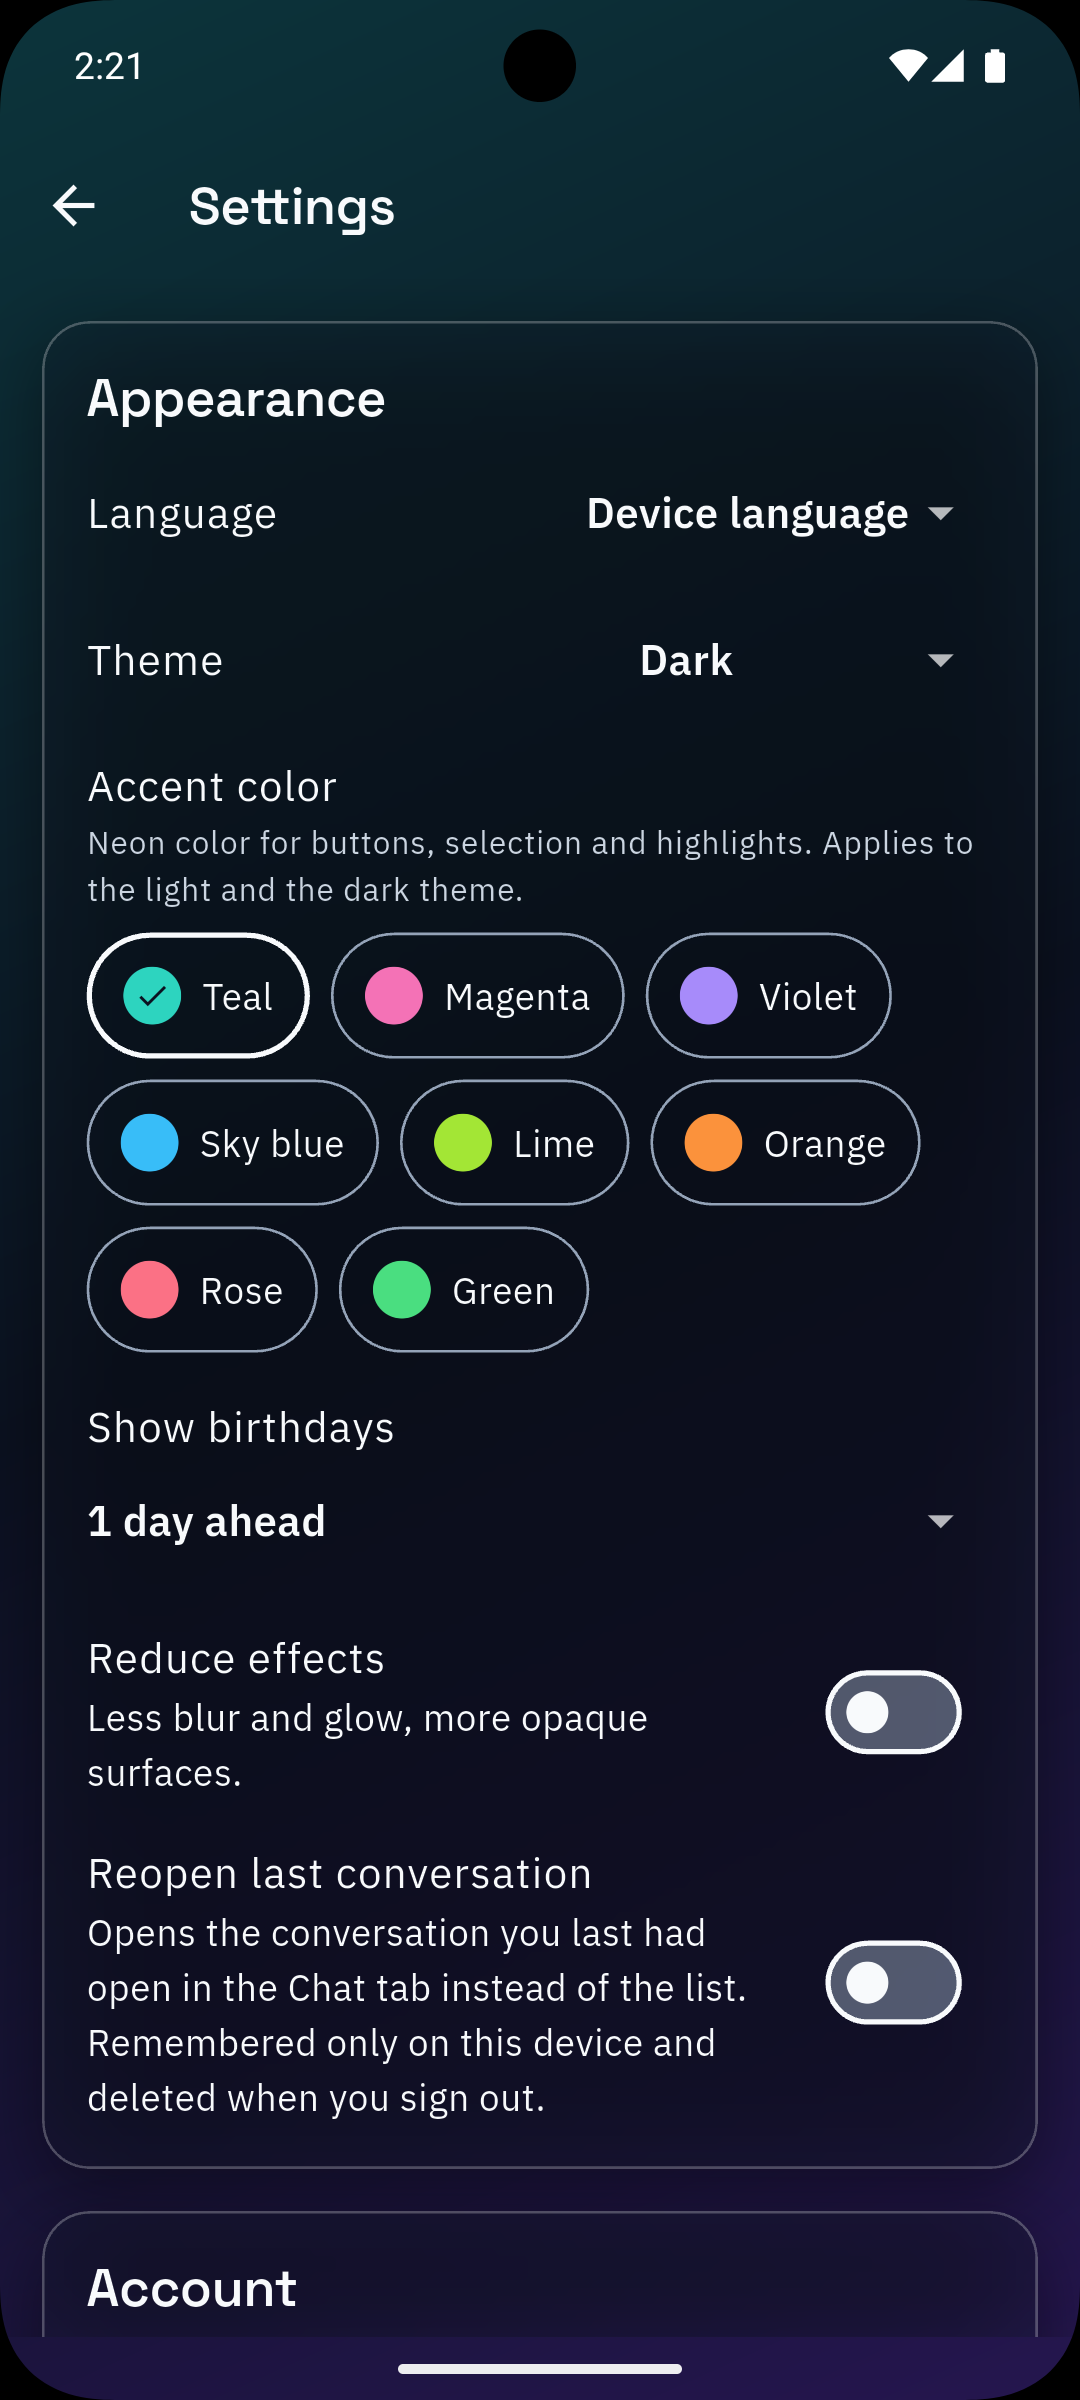 2:21
Settings
Appearance
Language Device language
Theme Dark
Accent color
Neon color for buttons, selection and highlights. Applies to
the light and the dark theme.
Teal Magenta Violet
Sky blue Lime Orange
Rose Green
Show birthdays
1 day ahead
Reduce effects
Less blur and glow, more opaque
surfaces.
Reopen last conversation
Opens the conversation you last had
open in the Chat tab instead of the list.
Remembered only on this device and
deleted when you sign out.
Account